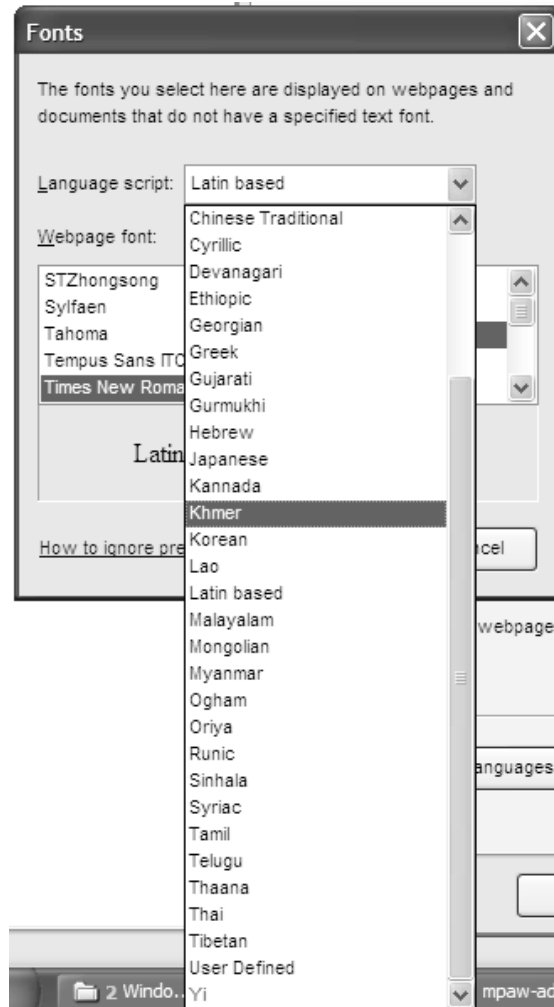 Fonts
The fonts you select here are displayed on webpages and
documents that do not have a specified text font.
Language script: Latin based
Webpage font:
STZhongsong
Sylfaen
Tahoma
Tempus Sans ITC
Times New Roma
Latin
How to ignore pre
Chinese Traditional
Cyrillic
Devanagari
Ethiopic
Georgian
Greek
Gujarati
Gurmukhi
Hebrew
Japanese
Kannada
Khmer
Korean
Lao
Latin based
Malayalam
Mongolian
Myanmar
Ogham
Oriya
Runic
Sinhala
Syriac
Tamil
Telugu
Thaana
Thai
Tibetan
User Defined
Yi
ncel
webpage
anguages
2 Windo..
mpaw-ad